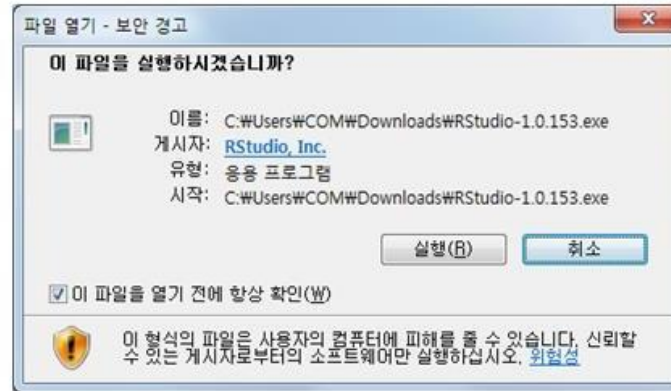 파일 열기 - 보안 경고
이 파일을 실행하시겠습니까?
이름: C:₩Users₩COM₩Downloads₩RStudio-1.0.153.exe
게시자: RStudio, Inc.
유형: 응용 프로그램
시작: C:₩Users₩COM₩Downloads₩RStudio-1.0.153.exe
실행(R) 취소
이 파일을 열기 전에 항상 확인(W)
이 형식의 파일은 사용자의 컴퓨터에 피해를 줄 수 있습니다. 신뢰할
수 있는 게시자로부터의 소프트웨어만 실행하십시오. 위험성